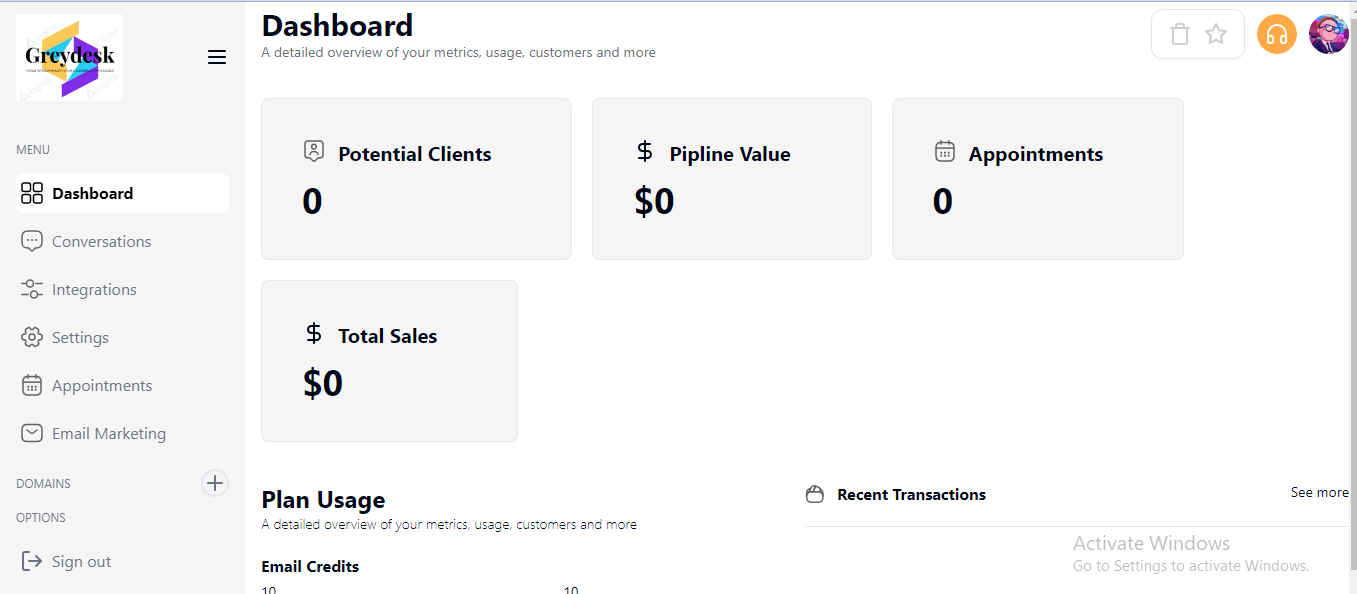 Greydesk
MENU
Dashboard
Conversations
Integrations
Settings
Appointments
Email Marketing
DOMAINS
OPTIONS
Sign out
Dashboard
A detailed overview of your metrics, usage, customers and more
Potential Clients
0
Pipline Value
$0
Appointments
0
Total Sales
$0
Plan Usage
A detailed overview of your metrics, usage, customers and more
Email Credits
10 10
Recent Transactions See more
Activate Windows
Go to Settings to activate Windows.